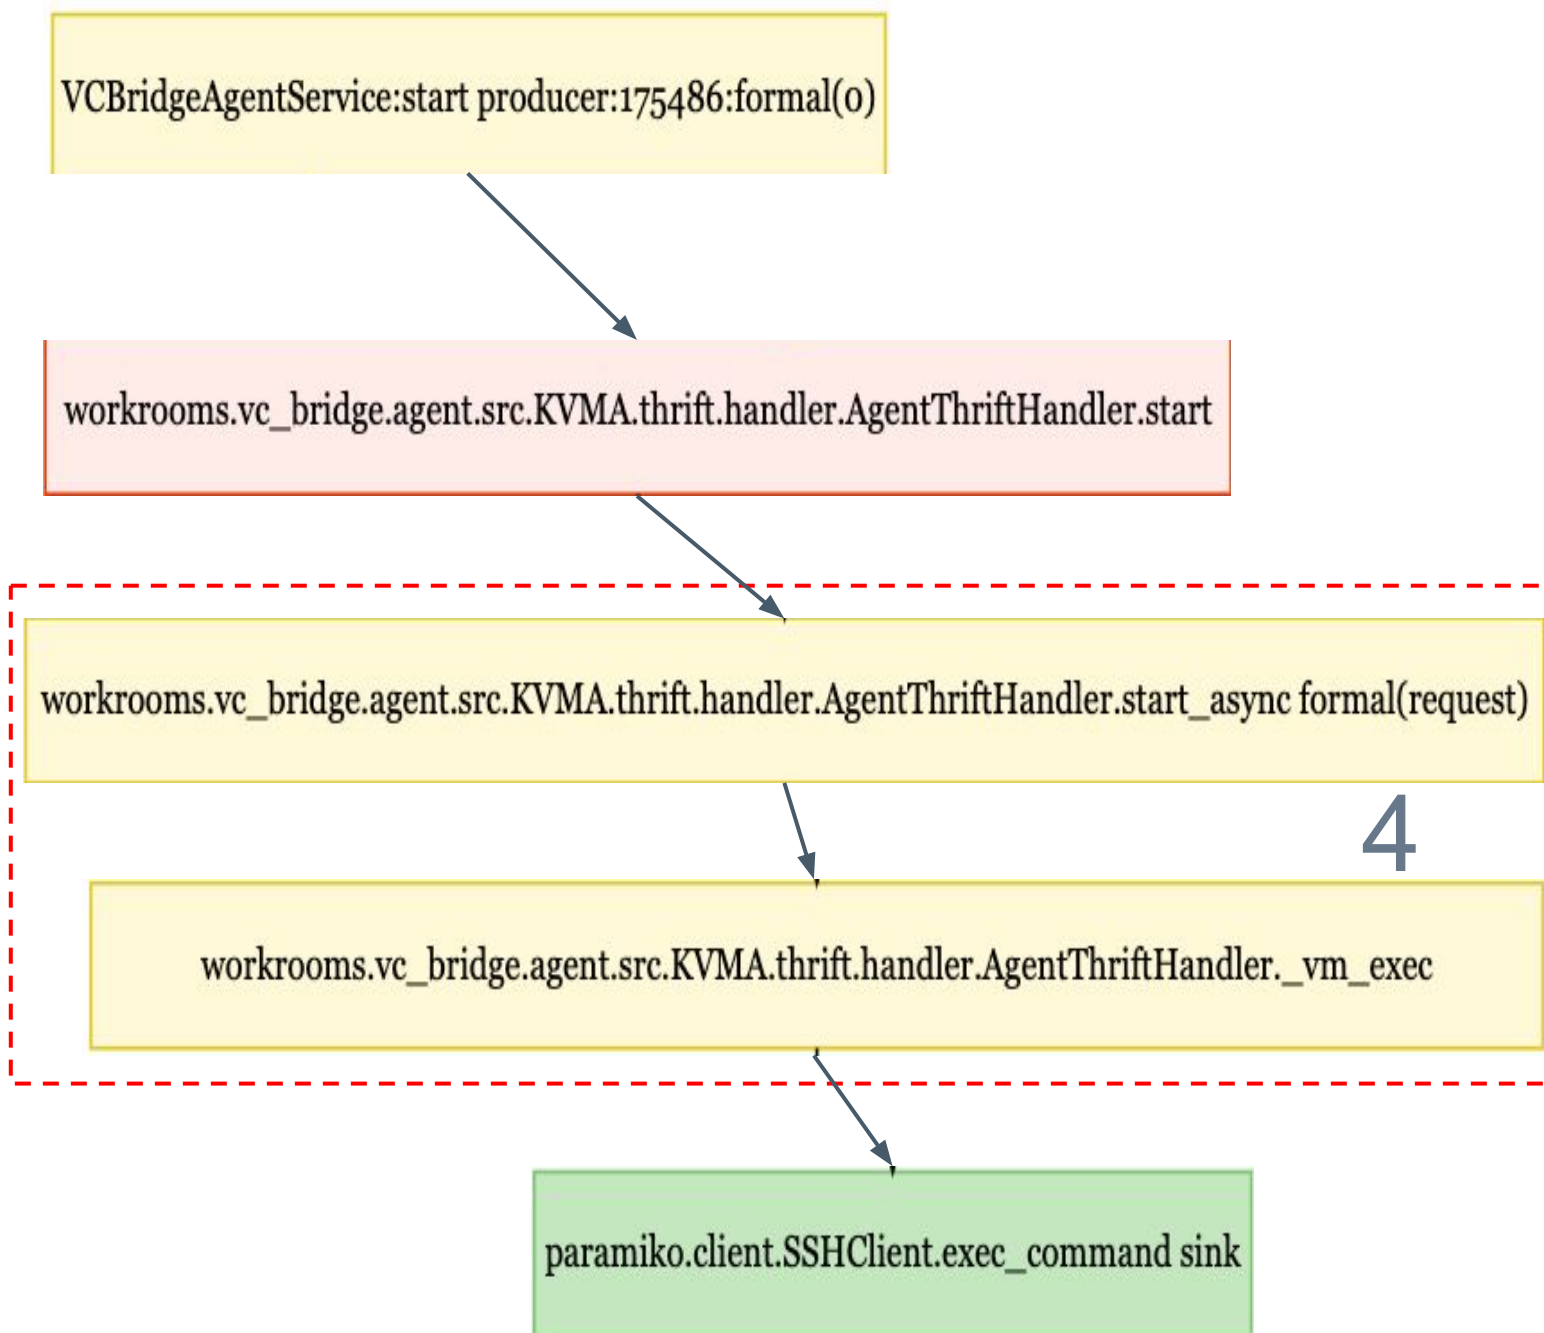 VCBridgeAgentService:start producer:175486:formal(0)
workrooms.vc_bridge.agent.src.KVMA.thrift.handler.AgentThriftHandler.start
workrooms.vc_bridge.agent.src.KVMA.thrift.handler.AgentThriftHandler.start_async formal(request)
4
workrooms.vc_bridge.agent.src.KVMA.thrift.handler.AgentThriftHandler._vm_exec
paramiko.client.SSHClient.exec_command sink